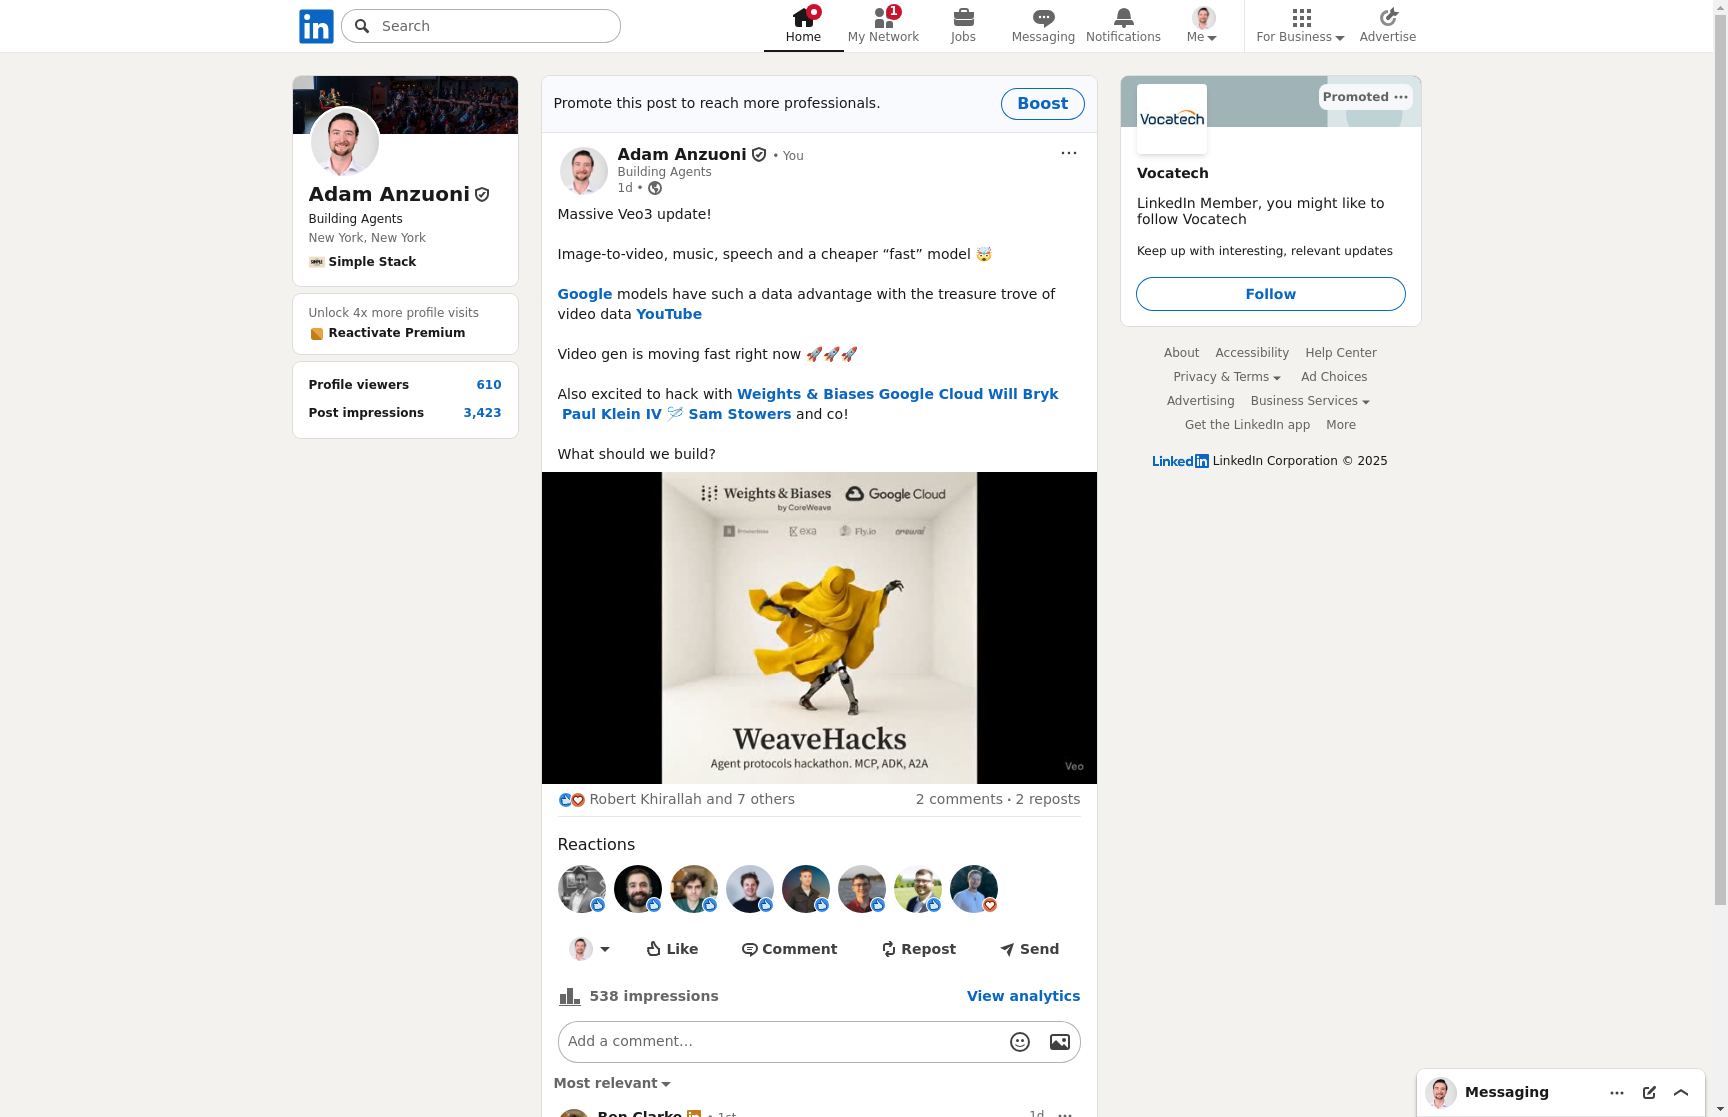 in
Search
Home
1
My Network
Jobs
Messaging
Notifications
Me
For Business
Advertise
Adam Anzuoni
Building Agents
New York, New York
Simple Stack
Unlock 4x more profile visits
Reactivate Premium
Profile viewers 610
Post impressions 3,423
Promote this post to reach more professionals.
Boost
Adam Anzuoni • You
Building Agents
1d •
Massive Veo3 update!
Image-to-video, music, speech and a cheaper “fast” model 🤯
Google models have such a data advantage with the treasure trove of
video data YouTube
Video gen is moving fast right now 🚀🚀🚀
Also excited to hack with Weights & Biases Google Cloud Will Bryk
Paul Klein IV 🪡 Sam Stowers and co!
What should we build?
Weights & Biases
by CoreWeave
Google Cloud
exa
Fly.io
WeaveHacks
Agent protocols hackathon. MCP, ADK, A2A
Veo
Robert Khirallah and 7 others
2 comments · 2 reposts
Reactions
Like
Comment
Repost
Send
538 impressions
View analytics
Add a comment...
Most relevant
Ben Clarke in • 1st
1d
Promoted
Vocatech
Vocatech
LinkedIn Member, you might like to
follow Vocatech
Keep up with interesting, relevant updates
Follow
About Accessibility Help Center
Privacy & Terms Ad Choices
Advertising Business Services
Get the LinkedIn app More
LinkedIn LinkedIn Corporation © 2025
Messaging